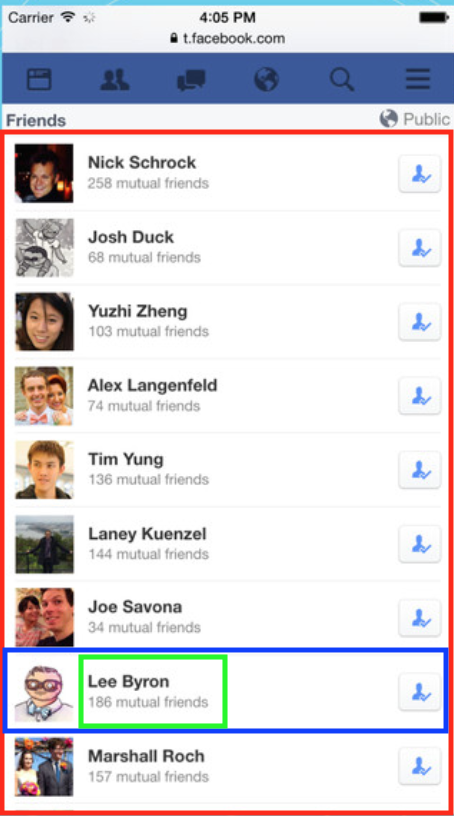 Carrier 4:05 PM
t.facebook.com
Friends Public
Nick Schrock
258 mutual friends
Josh Duck
68 mutual friends
Yuzhi Zheng
103 mutual friends
Alex Langenfeld
74 mutual friends
Tim Yung
136 mutual friends
Laney Kuenzel
144 mutual friends
Joe Savona
34 mutual friends
Lee Byron
186 mutual friends
Marshall Roch
157 mutual friends